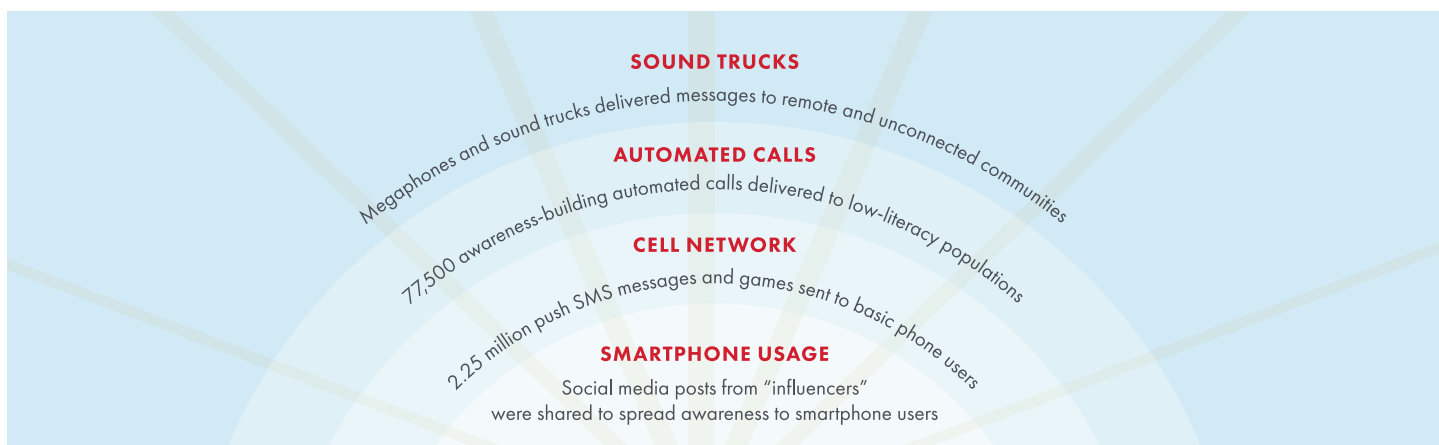 SOUND TRUCKS
Megaphones and sound trucks delivered messages to remote and unconnected communities
AUTOMATED CALLS
77,500 awareness-building automated calls delivered to low-literacy populations
CELL NETWORK
2.25 million push SMS messages and games sent to basic phone users
SMARTPHONE USAGE
Social media posts from “influencers”
were shared to spread awareness to smartphone users